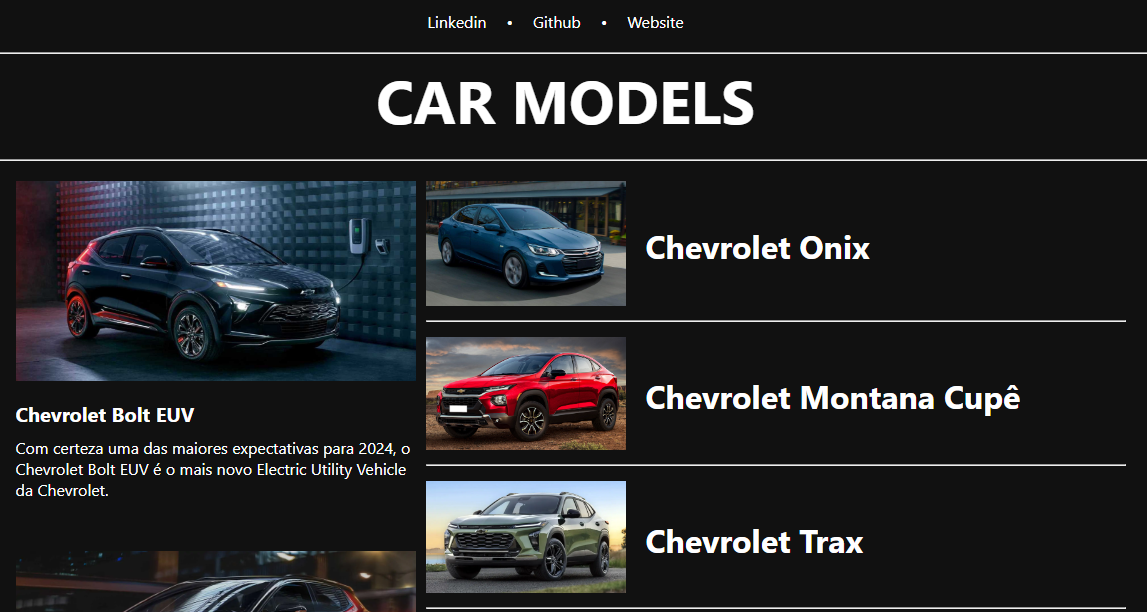 Linkedin • Github • Website
CAR MODELS
Chevrolet Bolt EUV
Com certeza uma das maiores expectativas para 2024, o
Chevrolet Bolt EUV é o mais novo Electric Utility Vehicle
da Chevrolet.
Chevrolet Onix
Chevrolet Montana Cupê
Chevrolet Trax